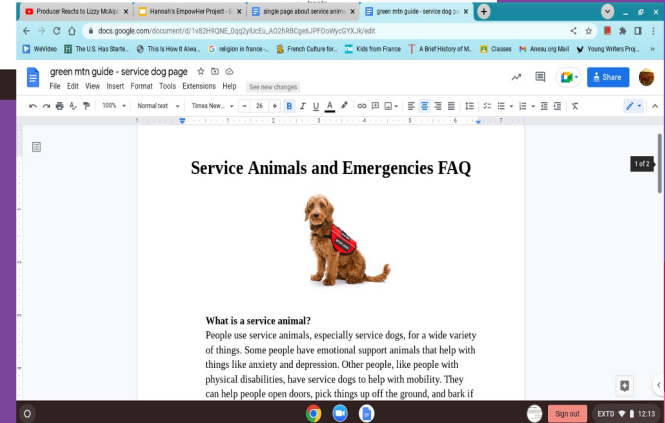 Producer Reacts to Lizzy McAlpi
Hannah's EmpowHer Project - G
single page about service anima
green mtn guide - service dog pa
docs.google.com/document/d/
WeVideo
The U.S. Has Starte...
This Is How It Alwa...
religion in france -...
French Culture for...
Kids from France
A Brief History of M...
Classes
Anesu.org Mail
Young Writers Proj...
green mtn guide - service dog page
File Edit View Insert Format Tools Extensions Help
See new changes
Share
100%
Normal text
Times New...
26
1 of 2
Service Animals and Emergencies FAQ
What is a service animal?
People use service animals, especially service dogs, for a wide variety
of things. Some people have emotional support animals that help with
things like anxiety and depression. Other people, like people with
physical disabilities, have service dogs to help with mobility. They
can help people open doors, pick things up off the ground, and bark if
Sign out
EXTD
12:13